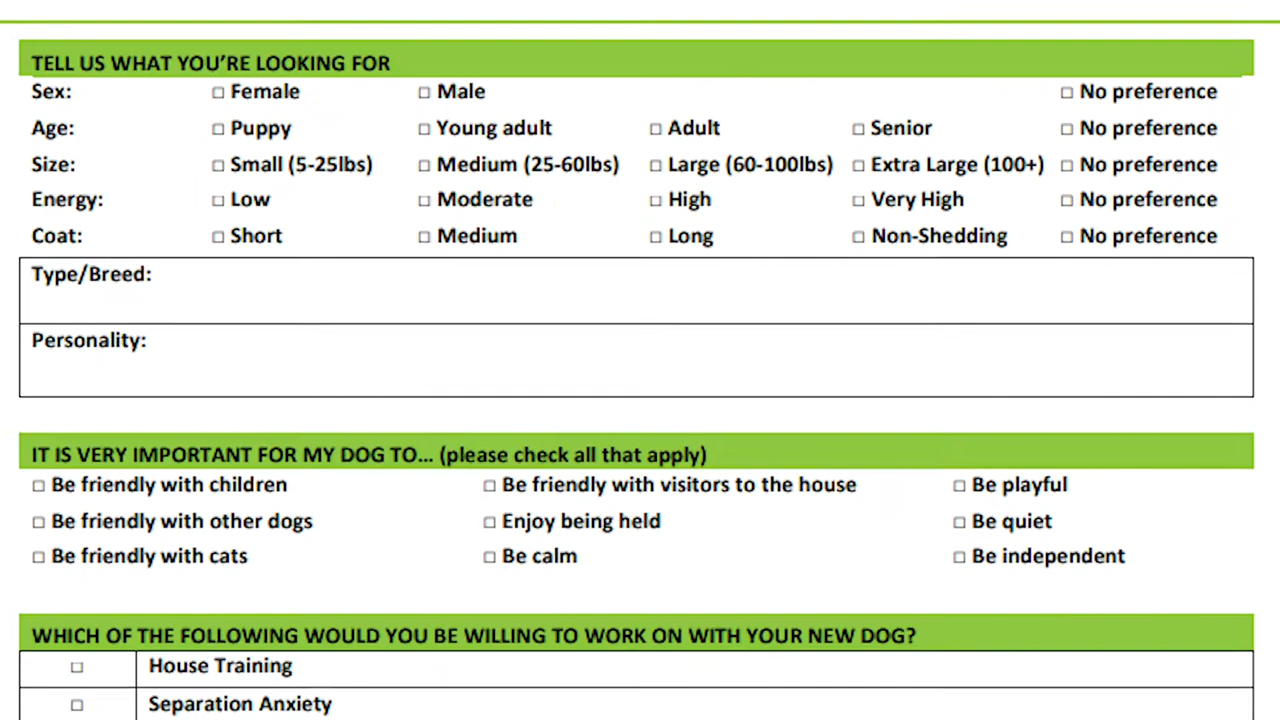 TELL US WHAT YOU’RE LOOKING FOR
Sex: □ Female □ Male □ No preference
Age: □ Puppy □ Young adult □ Adult □ Senior □ No preference
Size: □ Small (5-25lbs) □ Medium (25-60lbs) □ Large (60-100lbs) □ Extra Large (100+) □ No preference
Energy: □ Low □ Moderate □ High □ Very High □ No preference
Coat: □ Short □ Medium □ Long □ Non-Shedding □ No preference
Type/Breed:
Personality:
IT IS VERY IMPORTANT FOR MY DOG TO… (please check all that apply)
□ Be friendly with children □ Be friendly with visitors to the house □ Be playful
□ Be friendly with other dogs □ Enjoy being held □ Be quiet
□ Be friendly with cats □ Be calm □ Be independent
WHICH OF THE FOLLOWING WOULD YOU BE WILLING TO WORK ON WITH YOUR NEW DOG?
□ House Training
□ Separation Anxiety